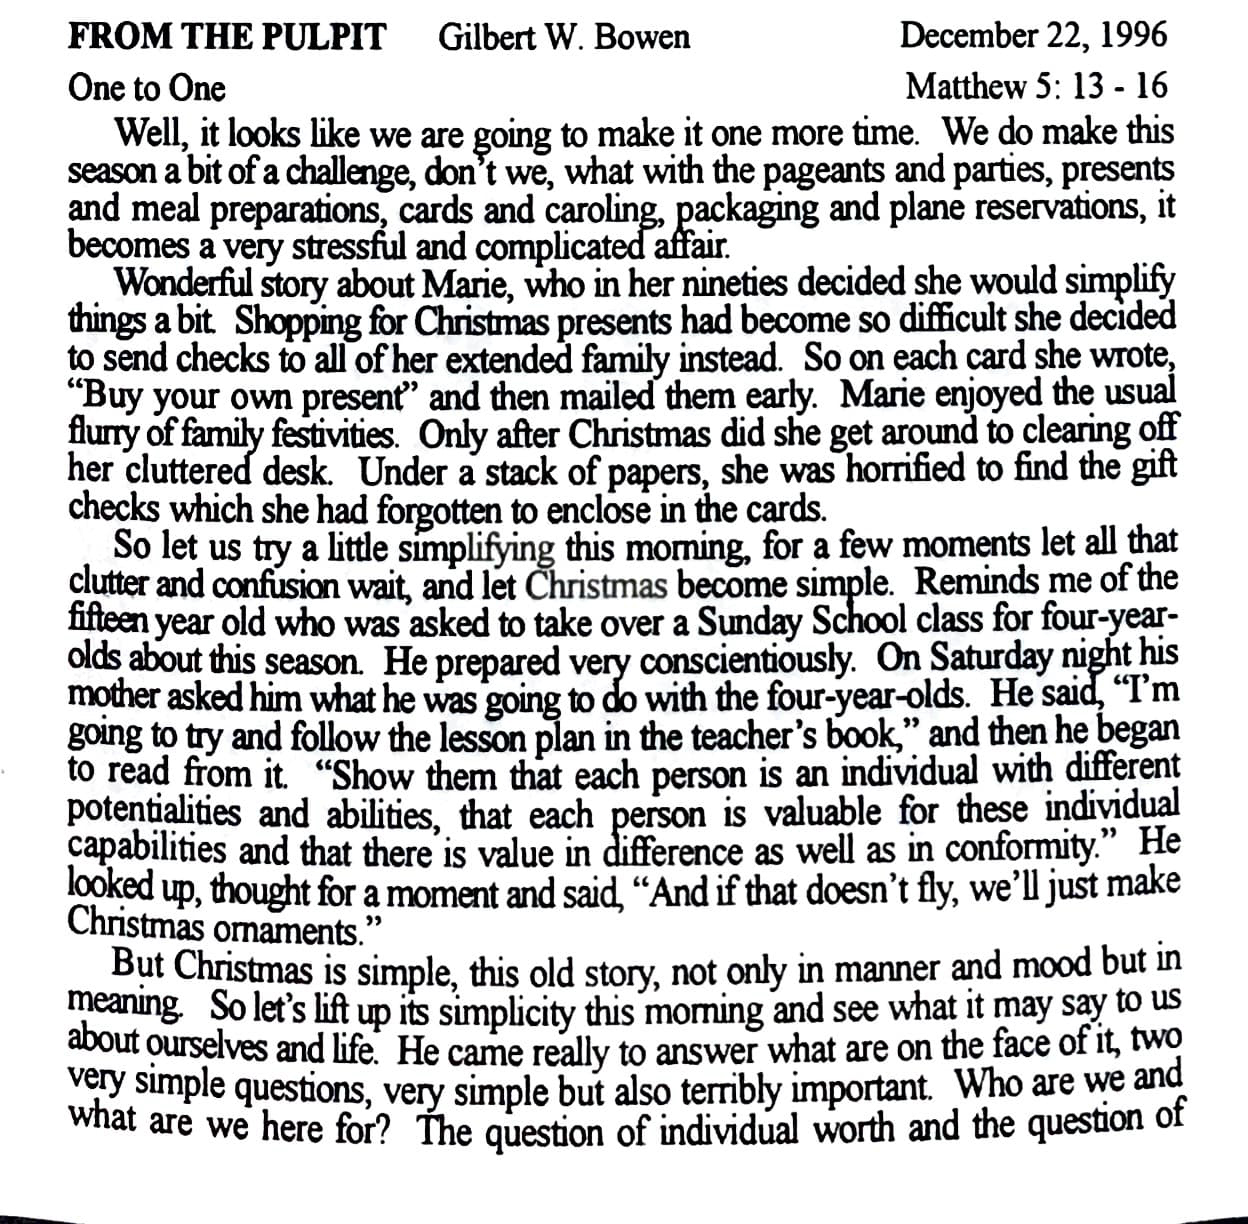 FROM THE PULPIT Gilbert W. Bowen December 22, 1996
One to One Matthew 5: 13 - 16
Well, it looks like we are going to make it one more time. We do make this
season a bit of a challenge, don't we, what with the pageants and parties, presents
and meal preparations, cards and caroling, packaging and plane reservations, it
becomes a very stressful and complicated affair.
Wonderful story about Marie, who in her nineties decided she would simplify
things a bit. Shopping for Christmas presents had become so difficult she decided
to send checks to all of her extended family instead. So on each card she wrote,
“Buy your own present” and then mailed them early. Marie enjoyed the usual
flurry of family festivities. Only after Christmas did she get around to clearing off
her cluttered desk. Under a stack of papers, she was horrified to find the gift
checks which she had forgotten to enclose in the cards.
So let us try a little simplifying this morning, for a few moments let all that
clutter and confusion wait, and let Christmas become simple. Reminds me of the
fifteen year old who was asked to take over a Sunday School class for four-year-
olds about this season. He prepared very conscientiously. On Saturday night his
mother asked him what he was going to do with the four-year-olds. He said, “I'm
going to try and follow the lesson plan in the teacher's book,” and then he began
to read from it. “Show them that each person is an individual with different
potentialities and abilities, that each person is valuable for these individual
capabilities and that there is value in difference as well as in conformity.” He
looked up, thought for a moment and said, “And if that doesn't fly, we'll just make
Christmas ornaments.”
But Christmas is simple, this old story, not only in manner and mood but in
meaning. So let's lift up its simplicity this morning and see what it may say to us
about ourselves and life. He came really to answer what are on the face of it, two
very simple questions, very simple but also terribly important. Who are we and
what are we here for? The question of individual worth and the question of